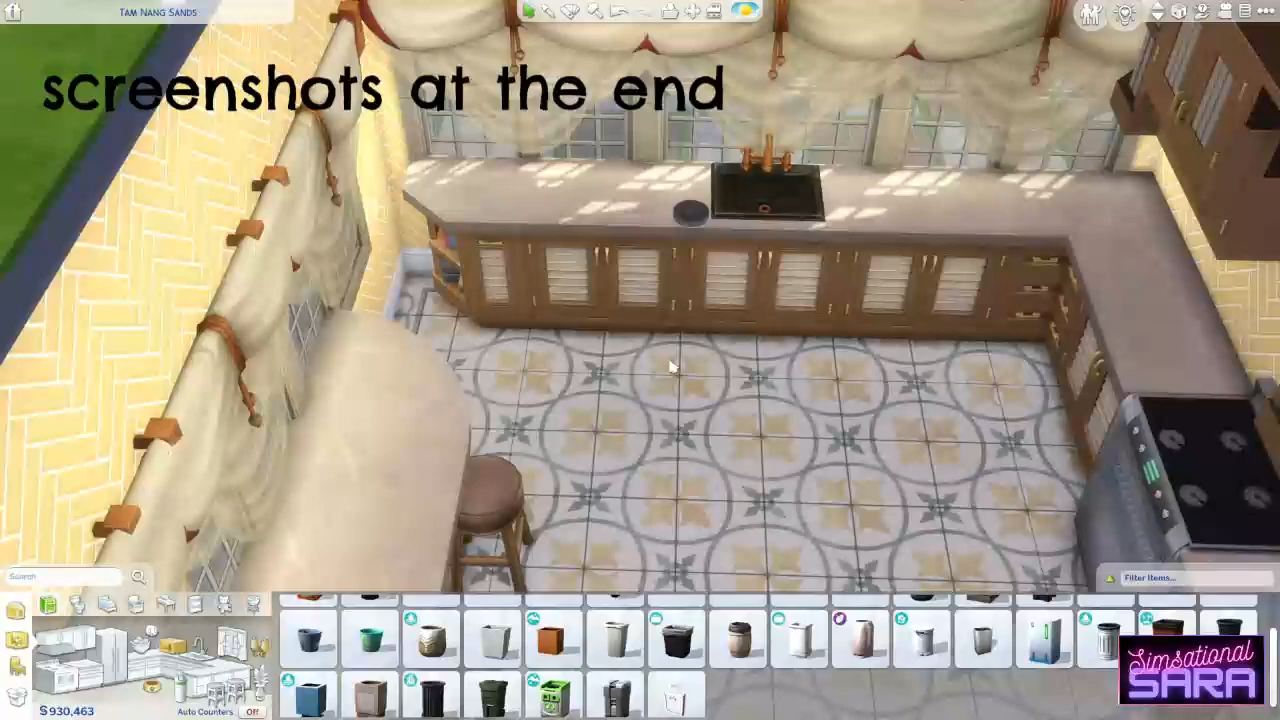 TAM NANG SANDS
screenshots at the end
Search
Filter Items...
$930,463
Auto Counters
Off
Simsational
SARA